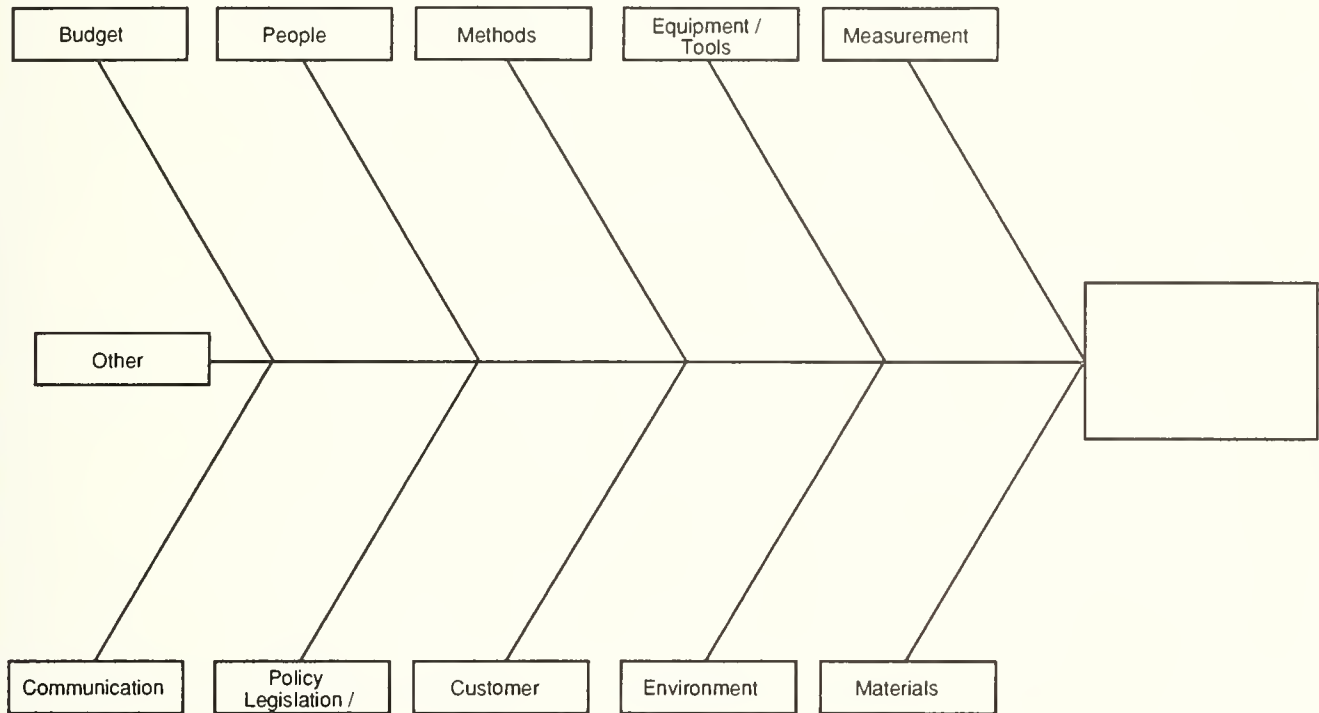 Budget
People
Methods
Equipment /
Tools
Measurement
Other
Communication
Policy
Legislation /
Customer
Environment
Materials